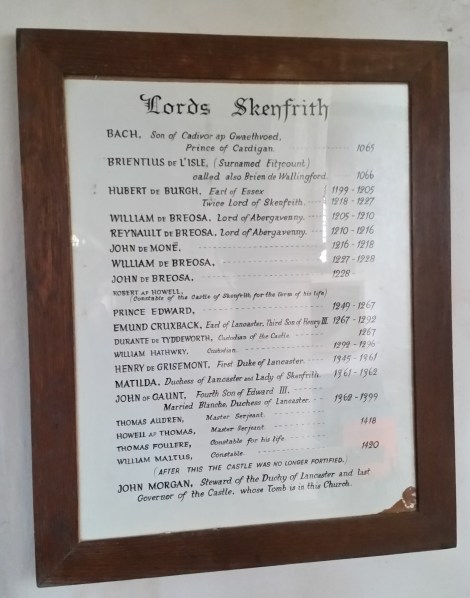 Lords Skenfrith
BACH, Son of Cadivor ap Gwaethvoed,
Prince of Cardigan. 1065
BRIENTIUS DE L'ISLE, (Surnamed Fitzcount)
called also Brien de Wallingford. 1066
HUBERT DE BURGH, Earl of Essex 1199 - 1205
Twice Lord of Skenfrith. 1218 - 1227
WILLIAM DE BREOSA, Lord of Abergavenny. 1205 - 1210
REYNAULT DE BREOSA, Lord of Abergavenny. 1210 - 1216
JOHN DE MONÉ, 1216 - 1218
WILLIAM DE BREOSA, 1227 - 1228
JOHN DE BREOSA, 1228 -
ROBERT AP HOWELL,
(Constable of the Castle of Skenfrith for the term of his life)
PRINCE EDWARD, 1249 - 1267
EMUND CRUXBACK, Earl of Lancaster, Third Son of Henry III. 1267 - 1292
DURANTE DE TYDDEWORTH, Custodian of the Castle 1267
WILLIAM HATHWEY, Custodian 1292 - 1296
HENRY DE GRISEMONT, First Duke of Lancaster. 1345 - 1361
MATILDA, Duchess of Lancaster and Lady of Skenfrith. 1361 - 1362
JOHN OF GAUNT, Fourth Son of Edward III.
Married Blanche, Duchess of Lancaster 1362 - 1399
THOMAS AUDREN, Master Serjeant
HOWELL AP THOMAS, Master Serjeant 1418
THOMAS FOULERE, Constable for his life
WILLIAM MALTUS, Constable 1420
(AFTER THIS THE CASTLE WAS NO LONGER FORTIFIED.)
JOHN MORGAN, Steward of the Duchy of Lancaster and last
Governor of the Castle, whose Tomb is in this Church.